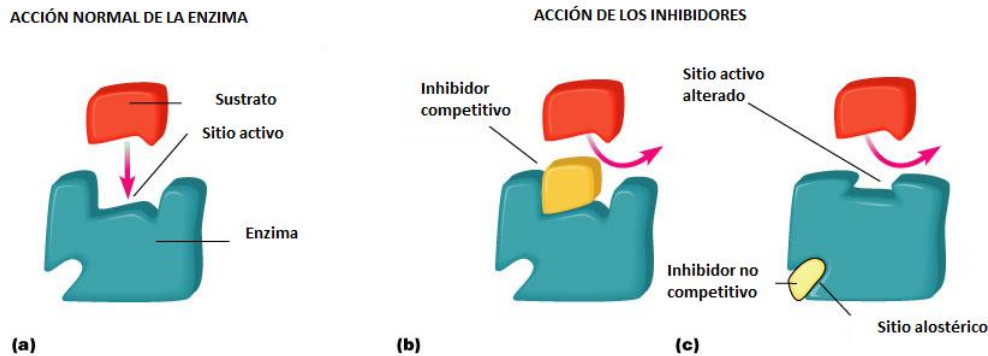 ACCIÓN NORMAL DE LA ENZIMA
ACCIÓN DE LOS INHIBIDORES
Sustrato
Sitio activo
Enzima
(a)
Inhibidor
competitivo
(b)
Sitio activo
alterado
Inhibidor no
competitivo
Sitio alostérico
(c)